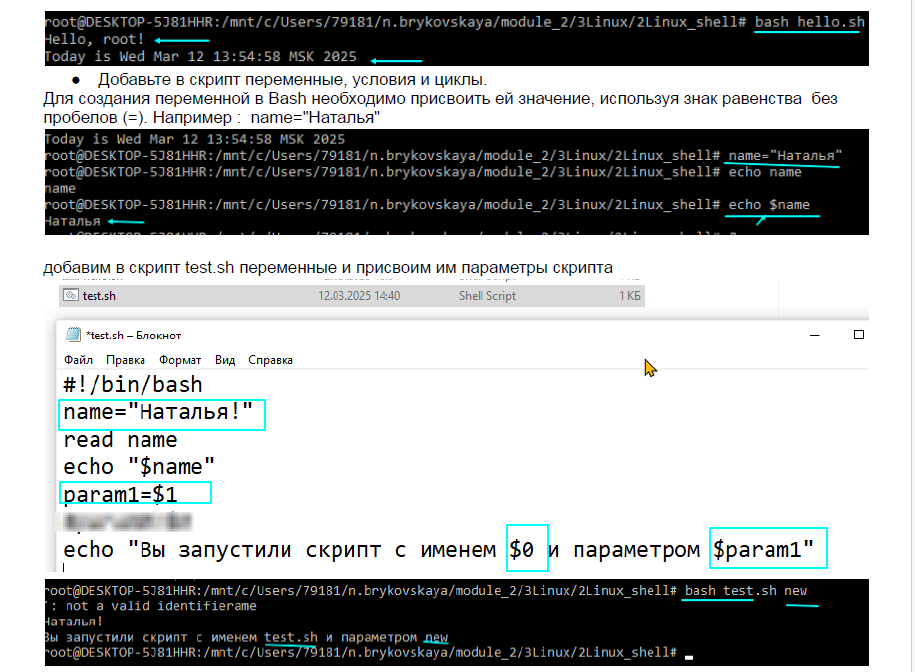 root@DESKTOP-5J81HHR:/mnt/c/Users/79181/n.brykovskaya/module_2/3Linux/2Linux_shell# bash hello.sh
Hello, root!
Today is Wed Mar 12 13:54:58 MSK 2025
● Добавьте в скрипт переменные, условия и циклы.
Для создания переменной в Bash необходимо присвоить ей значение, используя знак равенства без
пробелов (=). Например : name="Наталья"
Today is Wed Mar 12 13:54:58 MSK 2025
root@DESKTOP-5J81HHR:/mnt/c/Users/79181/n.brykovskaya/module_2/3Linux/2Linux_shell# name="Наталья"
root@DESKTOP-5J81HHR:/mnt/c/Users/79181/n.brykovskaya/module_2/3Linux/2Linux_shell# echo name
name
root@DESKTOP-5J81HHR:/mnt/c/Users/79181/n.brykovskaya/module_2/3Linux/2Linux_shell# echo $name
Наталья
добавим в скрипт test.sh переменные и присвоим им параметры скрипта
test.sh 12.03.2025 14:40 Shell Script 1 КБ
*test.sh – Блокнот
Файл Правка Формат Вид Справка
#!/bin/bash
name="Наталья!"
read name
echo "$name"
param1=$1
echo "Вы запустили скрипт с именем $0 и параметром $param1"
root@DESKTOP-5J81HHR:/mnt/c/Users/79181/n.brykovskaya/module_2/3Linux/2Linux_shell# bash test.sh new
': not a valid identifierame
Наталья!
Вы запустили скрипт с именем test.sh и параметром new
root@DESKTOP-5J81HHR:/mnt/c/Users/79181/n.brykovskaya/module_2/3Linux/2Linux_shell#